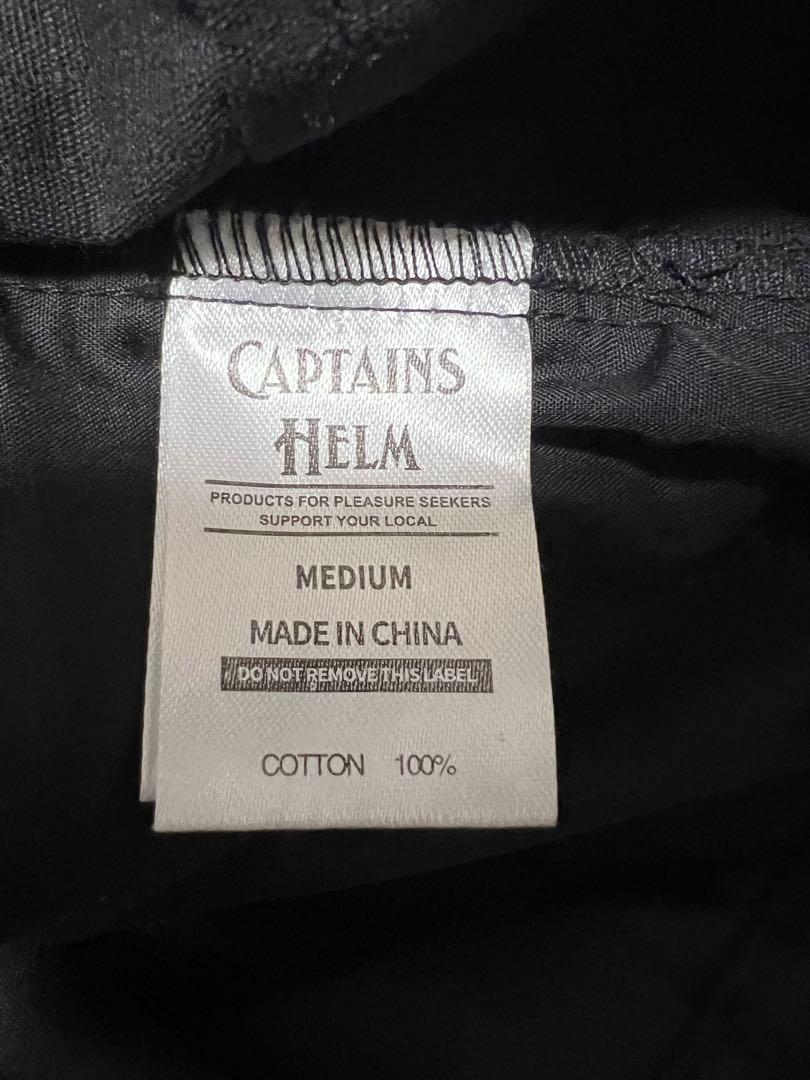 CAPTAINS
HELM
PRODUCTS FOR PLEASURE SEEKERS
SUPPORT YOUR LOCAL
MEDIUM
MADE IN CHINA
DO NOT REMOVE THIS LABEL
COTTON 100%